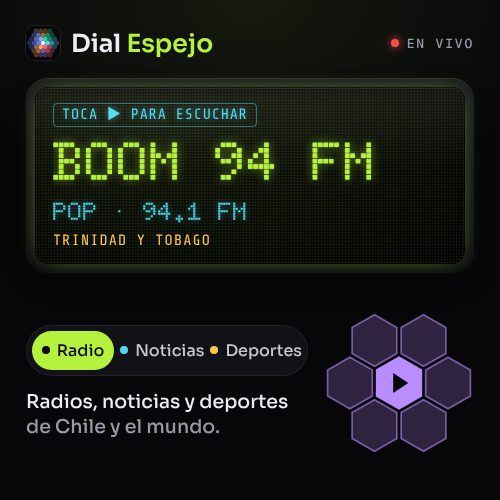 Dial Espejo
EN VIVO
TOCA ▶ PARA ESCUCHAR
BOOM 94 FM
POP · 94.1 FM
TRINIDAD Y TOBAGO
Radio Noticias Deportes
Radios, noticias y deportes
de Chile y el mundo.